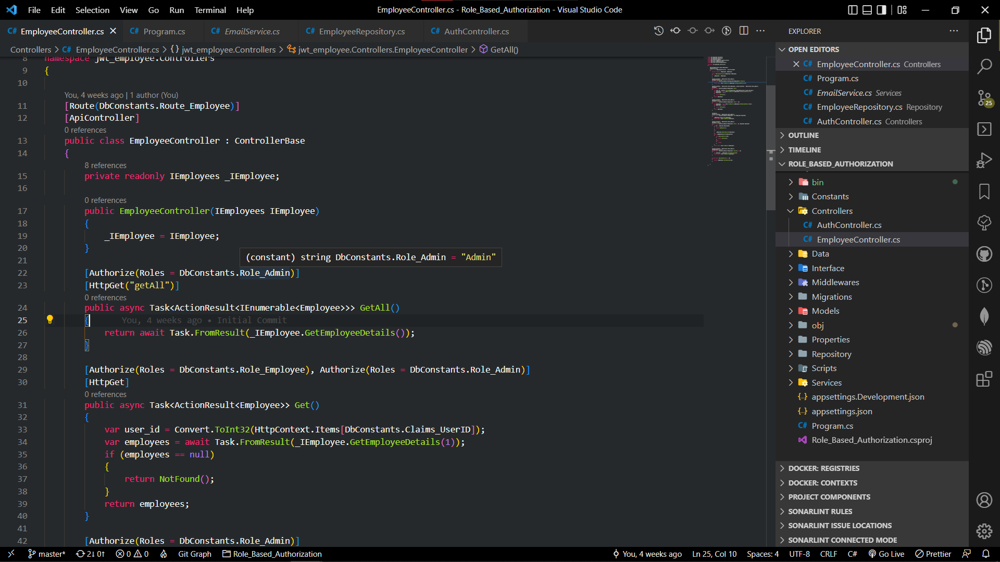 File Edit Selection View Go Run Terminal Help
EmployeeController.cs - Role_Based_Authorization - Visual Studio Code
C# EmployeeController.cs
C# Program.cs
C# EmailService.cs
C# EmployeeRepository.cs
C# AuthController.cs
Controllers > C# EmployeeController.cs > {} jwt_employee.Controllers > jwt_employee.Controllers.EmployeeController > GetAll()
8 namespace jwt_employee.Controllers
9 {
10
You, 4 weeks ago | 1 author (You)
11 [Route(DbConstants.Route_Employee)]
12 [ApiController]
0 references
13 public class EmployeeController : ControllerBase
14 {
8 references
15 private readonly IEmployees _IEmployee;
16
0 references
17 public EmployeeController(IEmployees IEmployee)
18 {
19 _IEmployee = IEmployee;
20 }
21
(constant) string DbConstants.Role_Admin = "Admin"
22 [Authorize(Roles = DbConstants.Role_Admin)]
23 [HttpGet("getAll")]
0 references
24 public async Task<ActionResult<IEnumerable<Employee>>> GetAll()
25 { You, 4 weeks ago • Initial Commit
26 return await Task.FromResult(_IEmployee.GetEmployeeDetails());
27 }
28
29 [Authorize(Roles = DbConstants.Role_Employee), Authorize(Roles = DbConstants.Role_Admin)]
30 [HttpGet]
0 references
31 public async Task<ActionResult<Employee>> Get()
32 {
33 var user_id = Convert.ToInt32(HttpContext.Items[DbConstants.Claims_UserID]);
34 var employees = await Task.FromResult(_IEmployee.GetEmployeeDetails(1));
35 if (employees == null)
36 {
37 return NotFound();
38 }
39 return employees;
40 }
41
42 [Authorize(Roles = DbConstants.Role_Admin)]
EXPLORER
OPEN EDITORS
C# EmployeeController.cs Controllers
C# Program.cs
C# EmailService.cs Services
C# EmployeeRepository.cs Repository
C# AuthController.cs Controllers
OUTLINE
TIMELINE
ROLE_BASED_AUTHORIZATION
bin
Constants
Controllers
C# AuthController.cs
C# EmployeeController.cs
Data
Interface
Middlewares
Migrations
Models
obj
Properties
Repository
Scripts
Services
{..} appsettings.Development.json
{..} appsettings.json
C# Program.cs
Role_Based_Authorization.csproj
DOCKER: REGISTRIES
DOCKER: CONTEXTS
PROJECT COMPONENTS
SONARLINT RULES
SONARLINT ISSUE LOCATIONS
SONARLINT CONNECTED MODE
25
master* 2↓ 0↑ 0 0 Git Graph Role_Based_Authorization
You, 4 weeks ago Ln 25, Col 10 Spaces: 4 UTF-8 CRLF C# Go Live Prettier